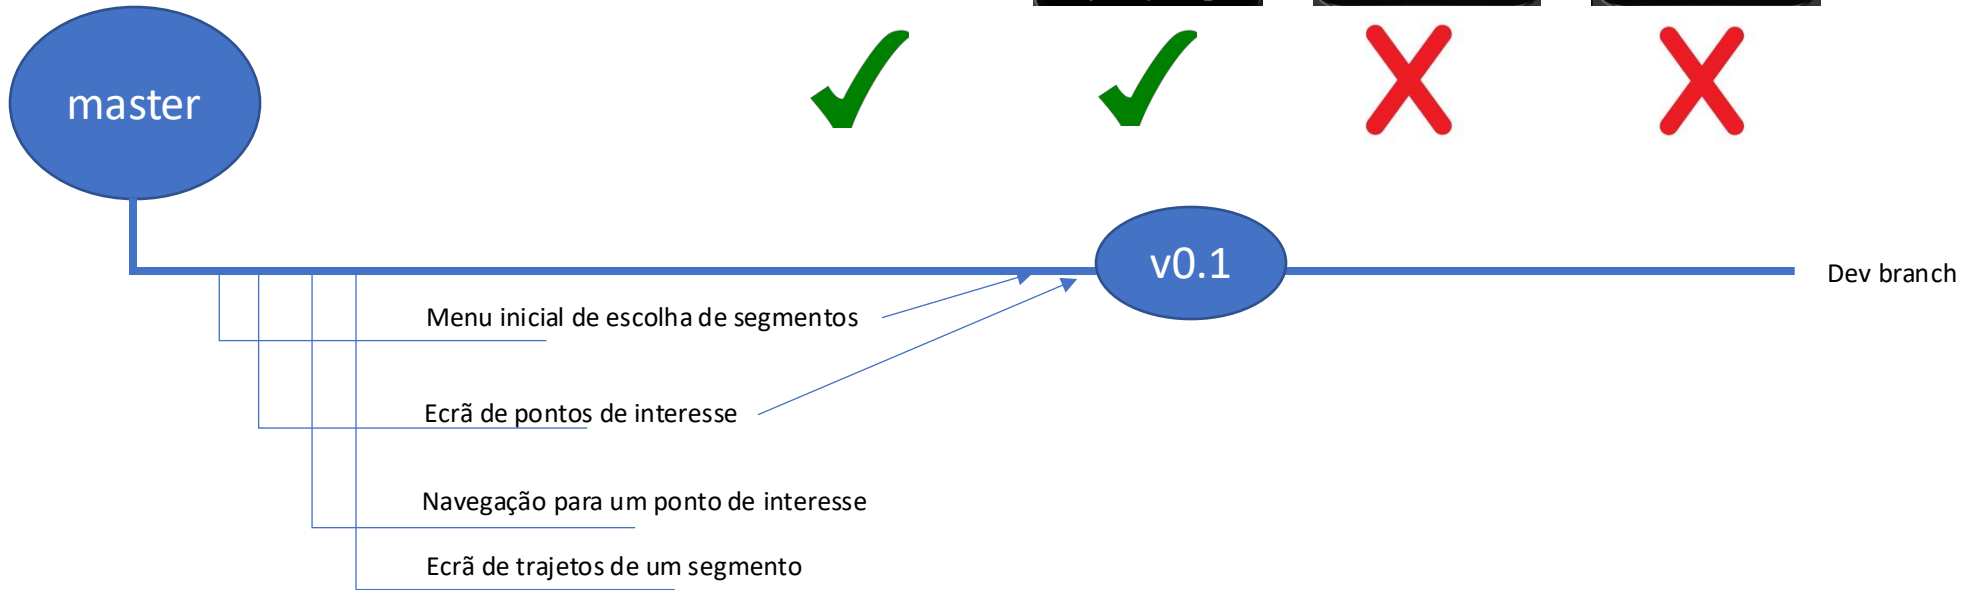 master
v0.1
Dev branch
Menu inicial de escolha de segmentos
Ecrã de pontos de interesse
Navegação para um ponto de interesse
Ecrã de trajetos de um segmento